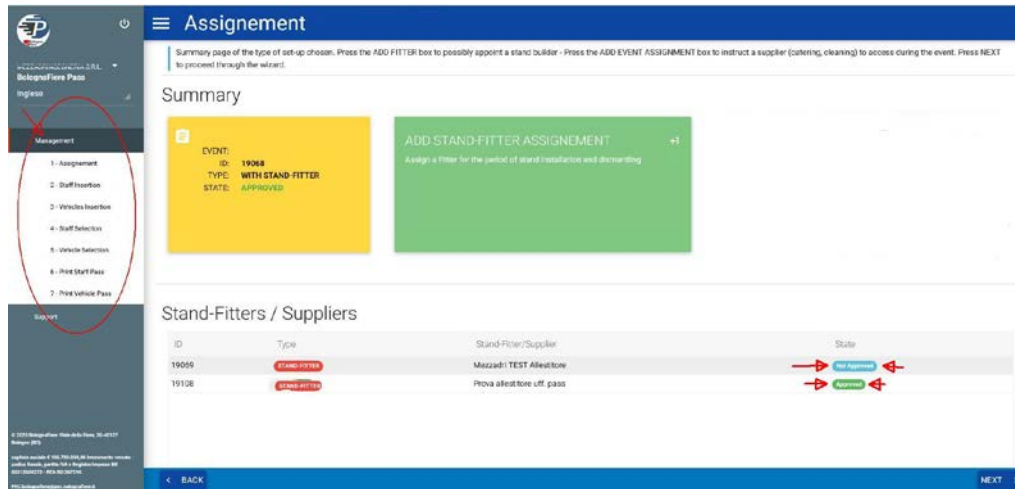 Assignement
Summary page of the type of set-up chosen. Press the ADD FITTER box to possibly appoint a stand builder - Press the ADD EVENT ASSIGNMENT box to instruct a supplier (catering, cleaning) to access during the event. Press NEXT
to proceed through the wizard.
BolognaFiere Pass
Inglese
Management
1 - Assignement
2 - Staff Insertion
3 - Vehicles Insertion
4 - Staff Selection
5 - Vehicle Selection
6 - Print Staff Pass
7 - Print Vehicle Pass
Support
Summary
EVENT:
ID: 19068
TYPE: WITH STAND-FITTER
STATE: APPROVED
ADD STAND-FITTER ASSIGNEMENT
Assign a Fitter for the period of stand installation and dismantling
Stand-Fitters / Suppliers
ID Type Stand-Fitter/Supplier State
19069 STAND-FITTER Mezzadri TEST Allestitore Not Approved
19108 STAND-FITTER Prova allestitore uff. pass Approved
< BACK
NEXT